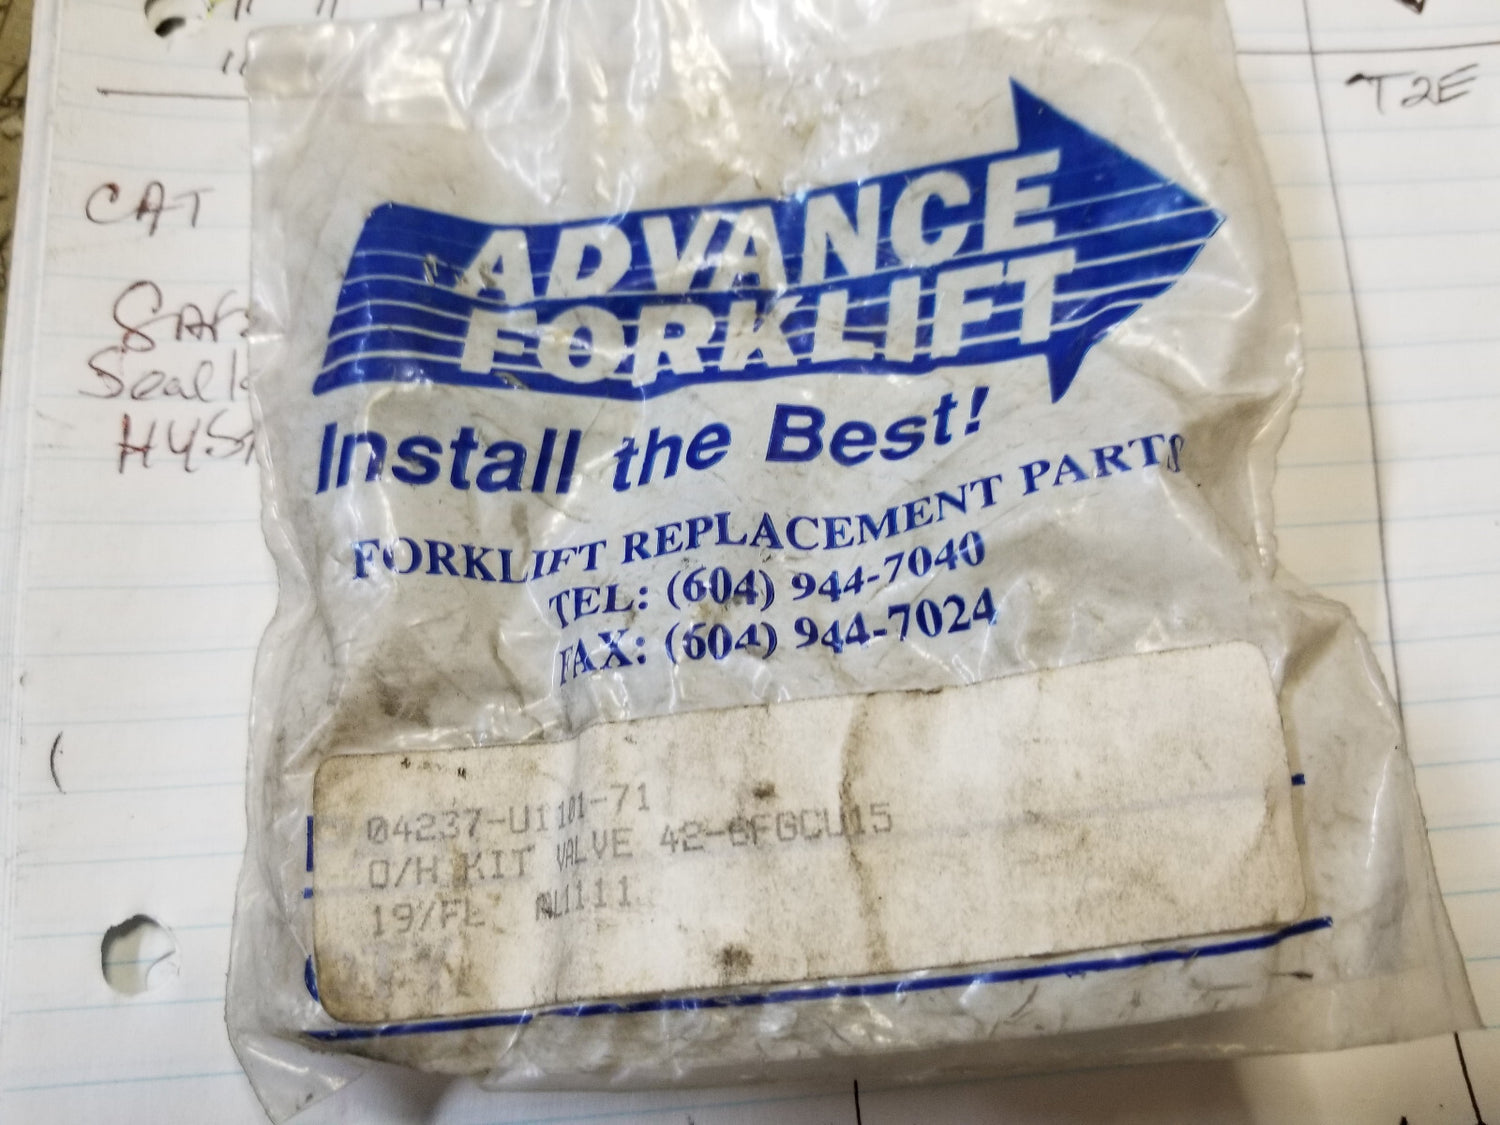 T2E
CAT
Seal
ADVANCE
FORKLIFT
Install the Best!
FORKLIFT REPLACEMENT PARTS
TEL: (604) 944-7040
FAX: (604) 944-7024
04237-U1101-71
O/H KIT VALVE 42-6FGCU15